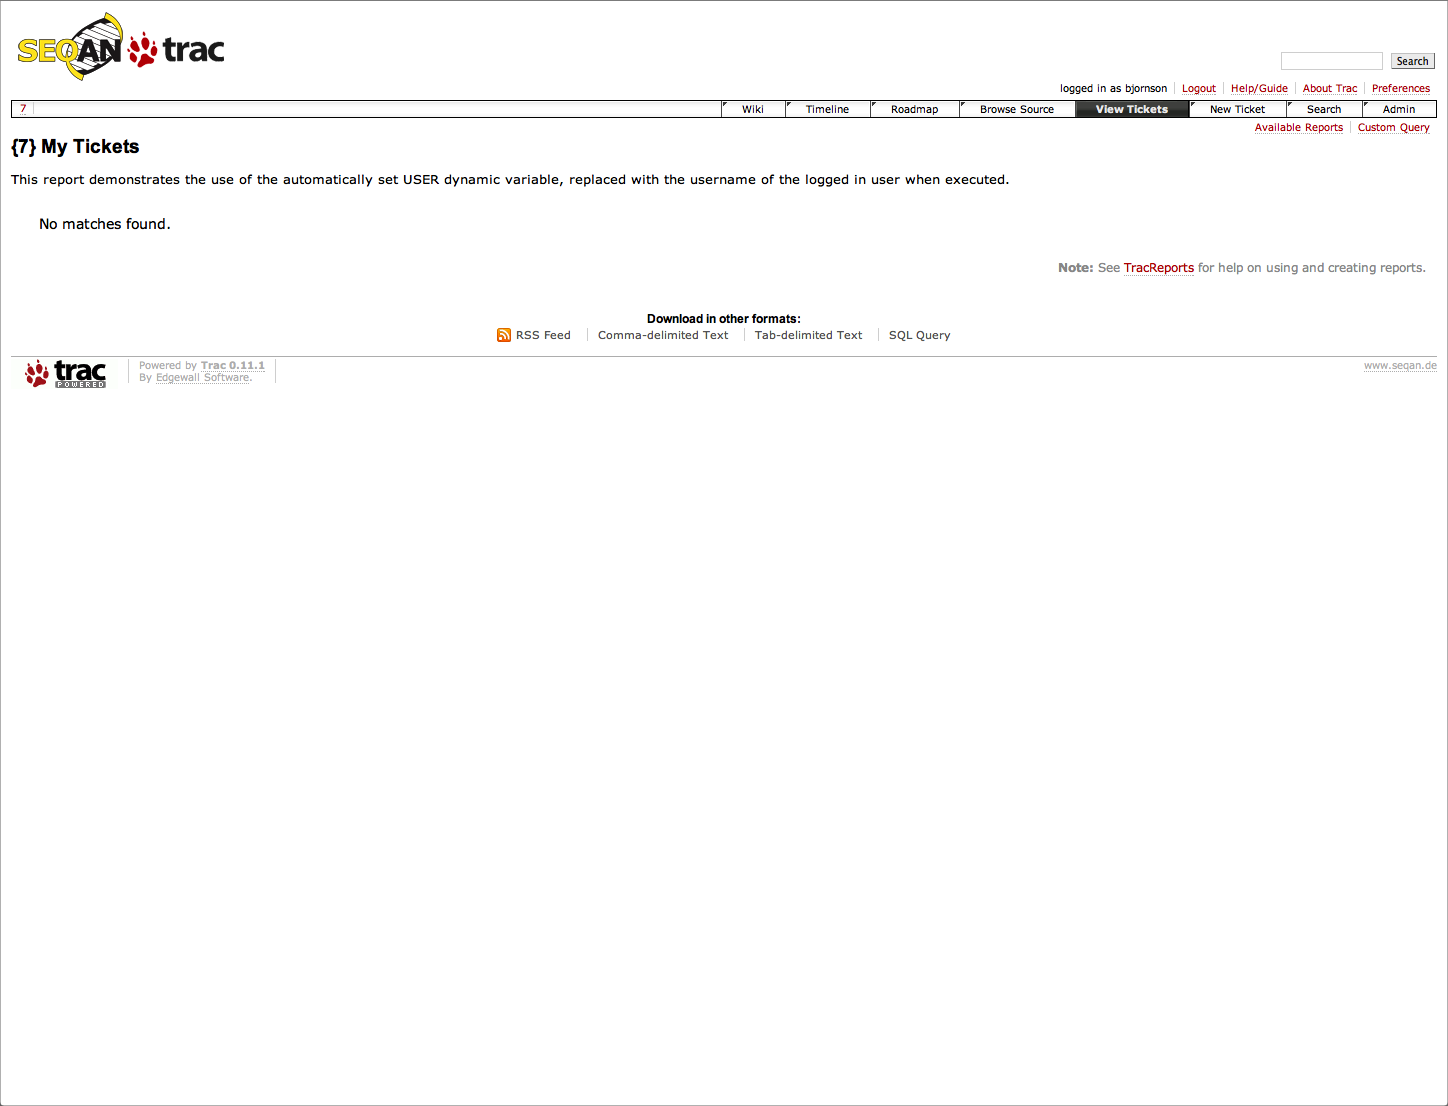 SEQAN trac
Search
logged in as bjornson Logout Help/Guide About Trac Preferences
7 Wiki Timeline Roadmap Browse Source View Tickets New Ticket Search Admin
Available Reports Custom Query
{7} My Tickets
This report demonstrates the use of the automatically set USER dynamic variable, replaced with the username of the logged in user when executed.
No matches found.
Note: See TracReports for help on using and creating reports.
Download in other formats:
RSS Feed Comma-delimited Text Tab-delimited Text SQL Query
trac
POWERED
Powered by Trac 0.11.1
By Edgewall Software.
www.seqan.de